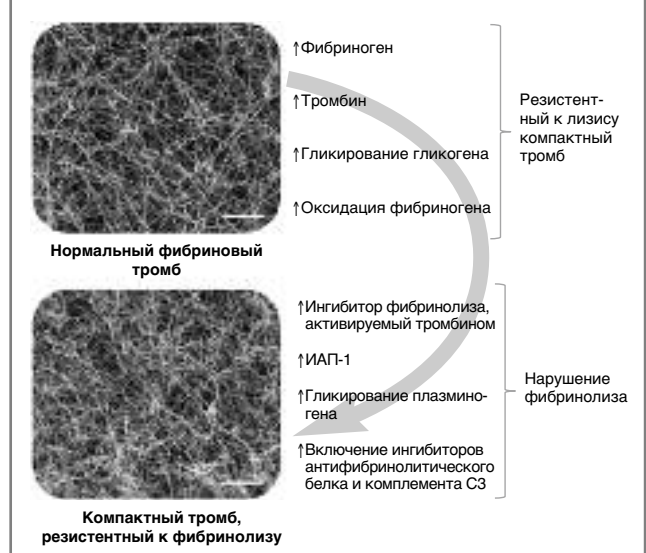 ↑Фибриноген
↑Тромбин
↑Гликирование гликогена
↑Оксидация фибриногена
Резистент-
ный к лизису
компактный
тромб
Нормальный фибриновый
тромб
↑Ингибитор фибринолиза,
активируемый тромбином
↑ИАП-1
↑Гликирование плазмино-
гена
↑Включение ингибиторов
антифибринолитического
белка и комплемента С3
Нарушение
фибринолиза
Компактный тромб,
резистентный к фибринолизу